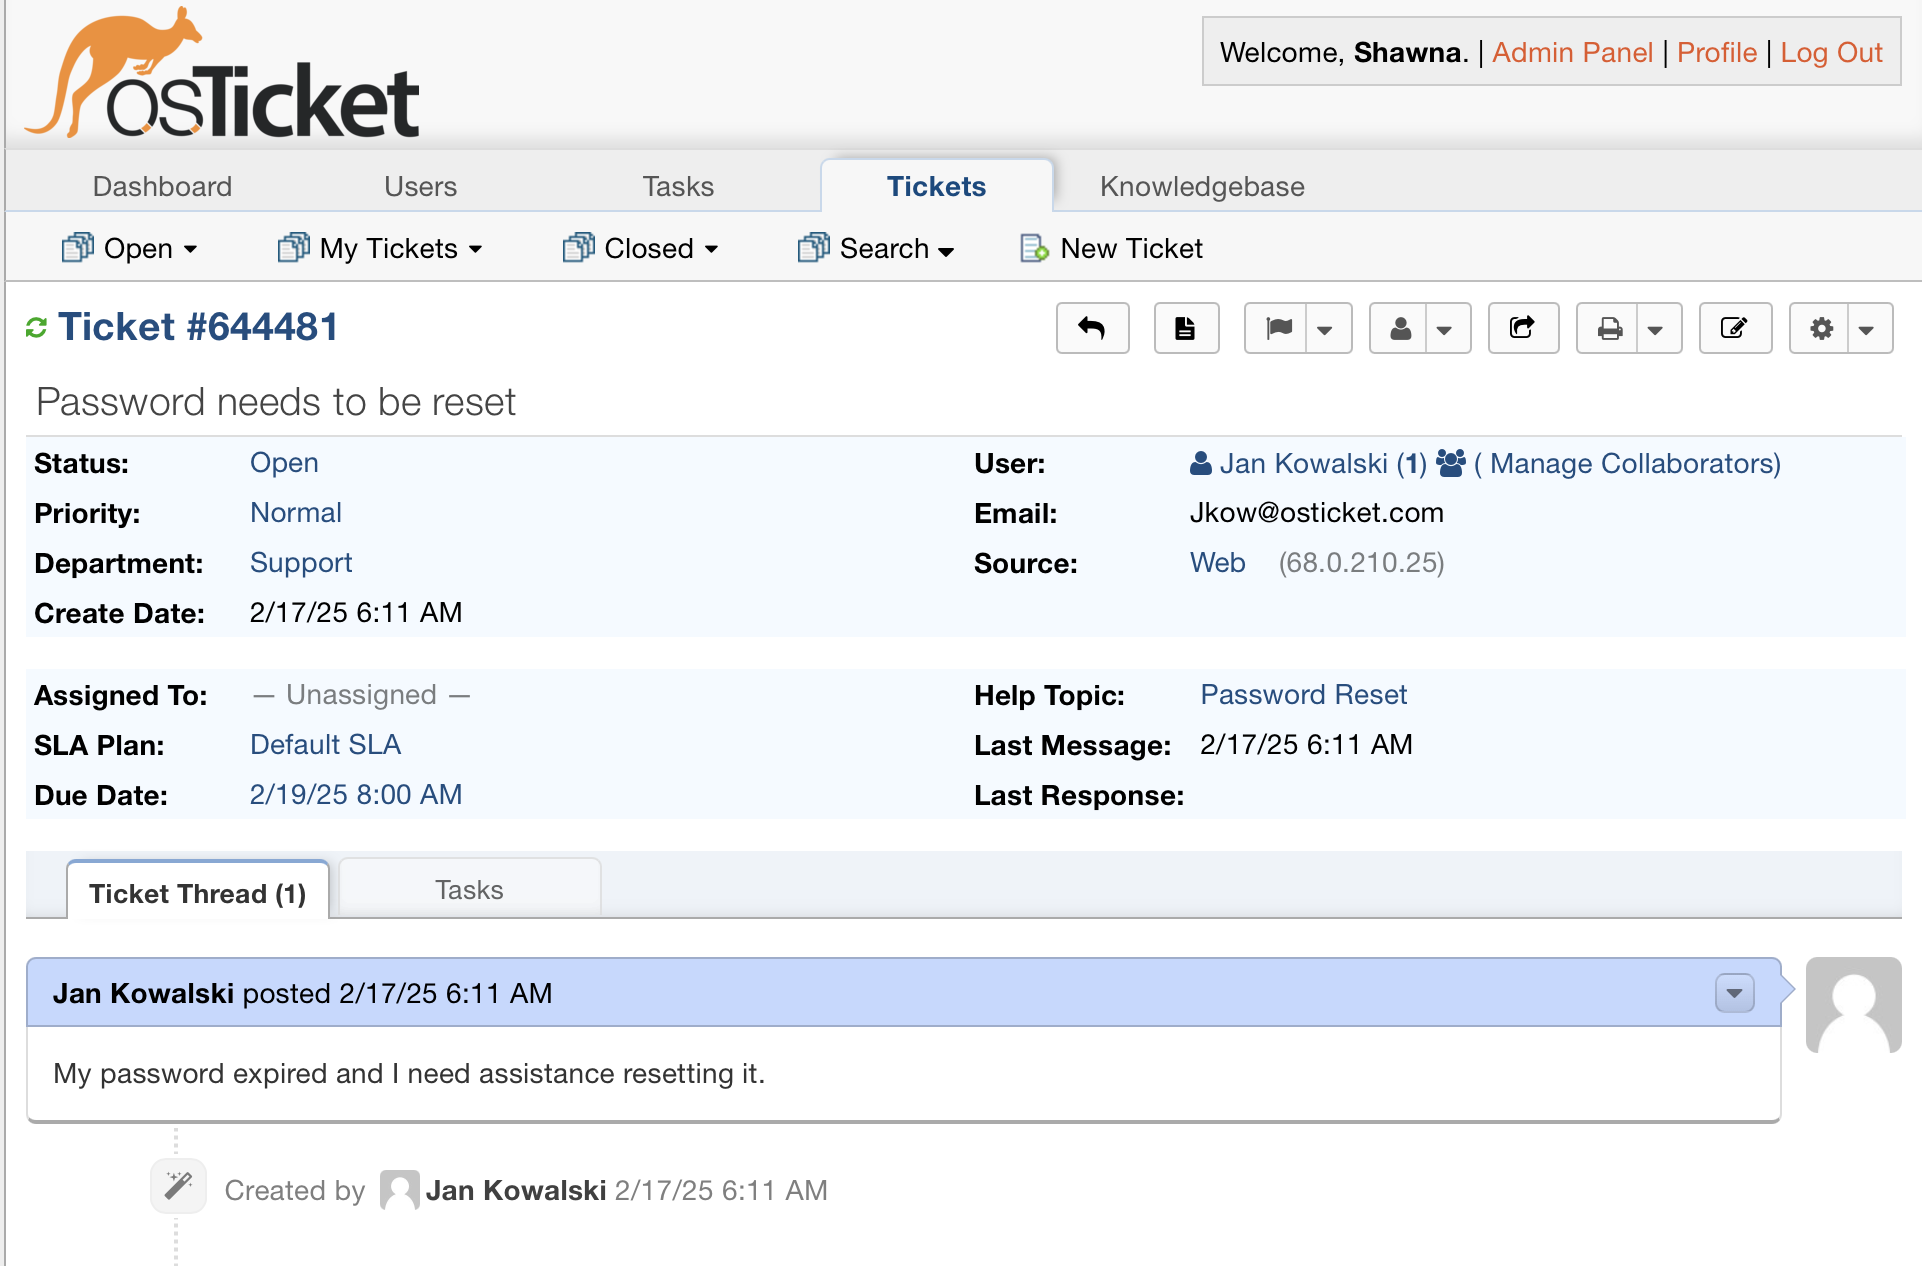 osTicket
Welcome, Shawna. | Admin Panel | Profile | Log Out
Dashboard Users Tasks Tickets Knowledgebase
Open My Tickets Closed Search New Ticket
Ticket #644481
Password needs to be reset
Status: Open User: Jan Kowalski (1) ( Manage Collaborators)
Priority: Normal Email: Jkow@osticket.com
Department: Support Source: Web (68.0.210.25)
Create Date: 2/17/25 6:11 AM
Assigned To: — Unassigned — Help Topic: Password Reset
SLA Plan: Default SLA Last Message: 2/17/25 6:11 AM
Due Date: 2/19/25 8:00 AM Last Response:
Ticket Thread (1) Tasks
Jan Kowalski posted 2/17/25 6:11 AM
My password expired and I need assistance resetting it.
Created by Jan Kowalski 2/17/25 6:11 AM